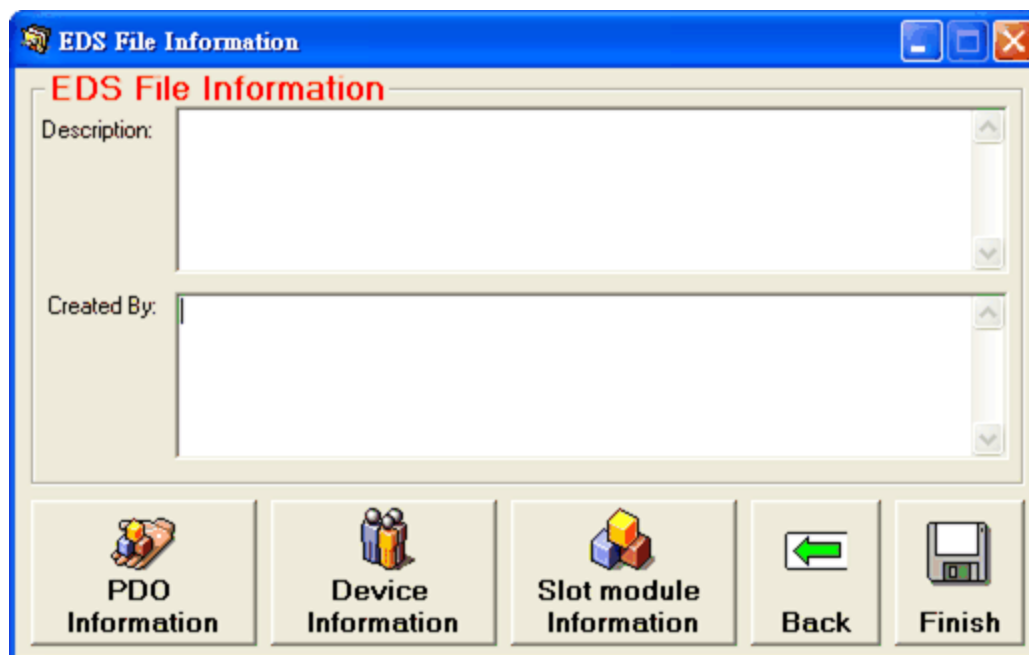 EDS File Information
EDS File Information
Description:
Created By:
PDO
Information
Device
Information
Slot module
Information
Back
Finish